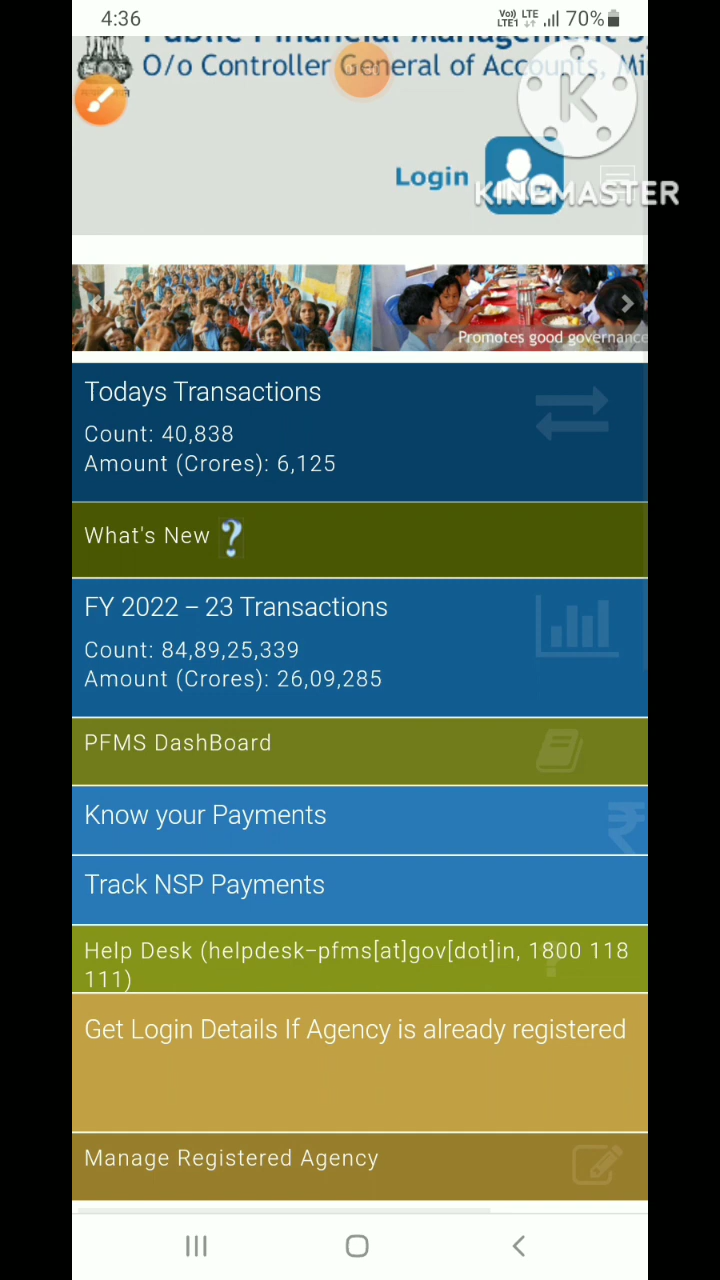 4:36
Vo)) LTE
LTE1
70%
Public Financial Management S
O/o Controller General of Accounts, Mi
K
Login
KINEMASTER
Promotes good governance
Todays Transactions
Count: 40,838
Amount (Crores): 6,125
What's New ?
FY 2022 – 23 Transactions
Count: 84,89,25,339
Amount (Crores): 26,09,285
PFMS DashBoard
Know your Payments
₹
Track NSP Payments
Help Desk (helpdesk–pfms[at]gov[dot]in, 1800 118
111)
Get Login Details If Agency is already registered
Manage Registered Agency